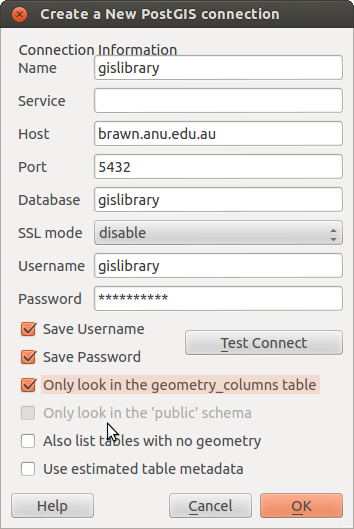 Create a New PostGIS connection
Connection Information
Name gislibrary
Service
Host brawn.anu.edu.au
Port 5432
Database gislibrary
SSL mode disable
Username gislibrary
Password **********
Save Username
Test Connect
Save Password
Only look in the geometry_columns table
Only look in the 'public' schema
Also list tables with no geometry
Use estimated table metadata
Help Cancel OK